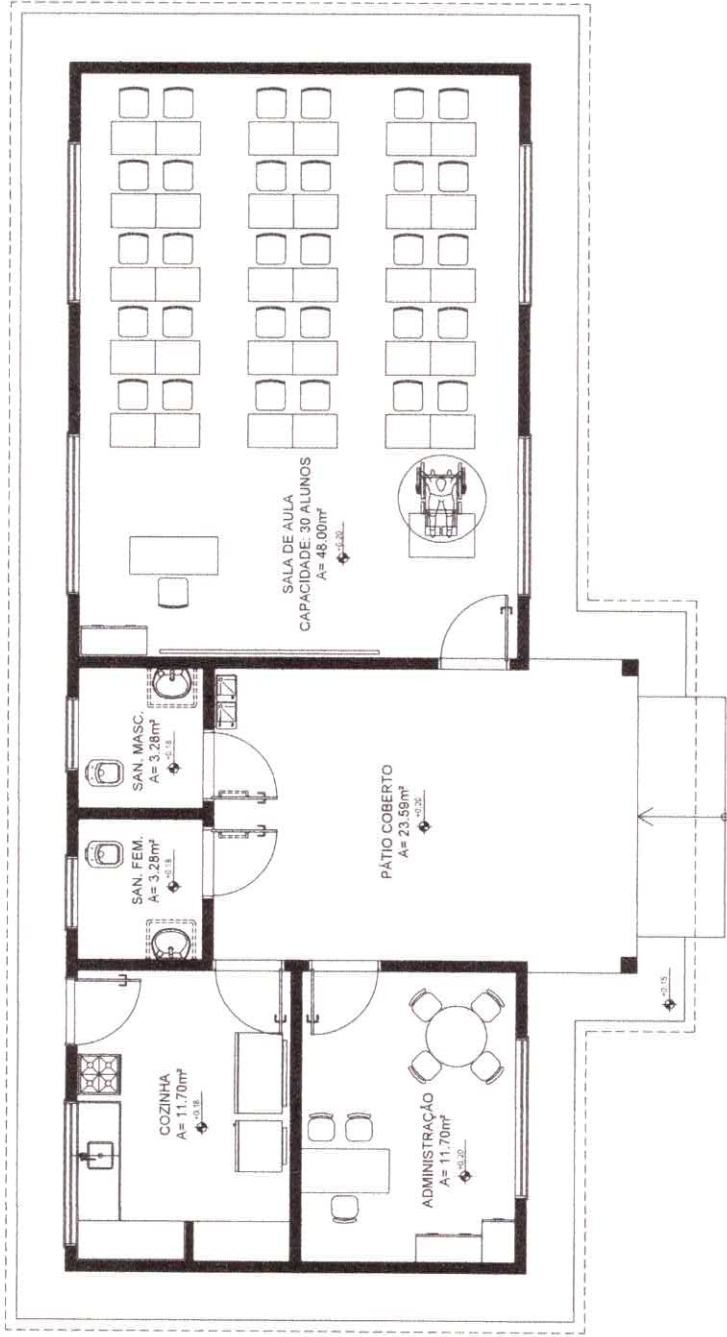 SALA DE AULA
CAPACIDADE: 30 ALUNOS
A= 48.00m²
+0.20
SAN. MASC.
A= 3.28m²
+0.18
SAN. FEM.
A= 3.28m²
+0.18
PÁTIO COBERTO
A= 23.59m²
+0.20
COZINHA
A= 11.70m²
+0.18
ADMINISTRAÇÃO
A= 11.70m²
+0.20
+0.15